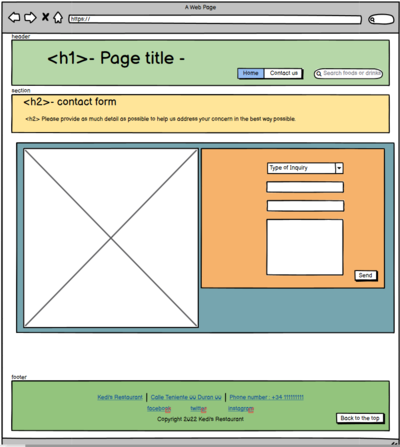 A Web Page
https://
header
<h1>- Page title -
Home Contact us Search foods or drinks
section
<h2>- contact form
<h2> Please provide as much detail as possible to help us address your concern in the best way possible.
Type of Inquiry
Send
footer
Kedi's Restaurant | Calle Teniente Duran | Phone number : +34 111111111
facebook twitter Instagram
Copyright 2022 Kedi's Restaurant
Back to the top